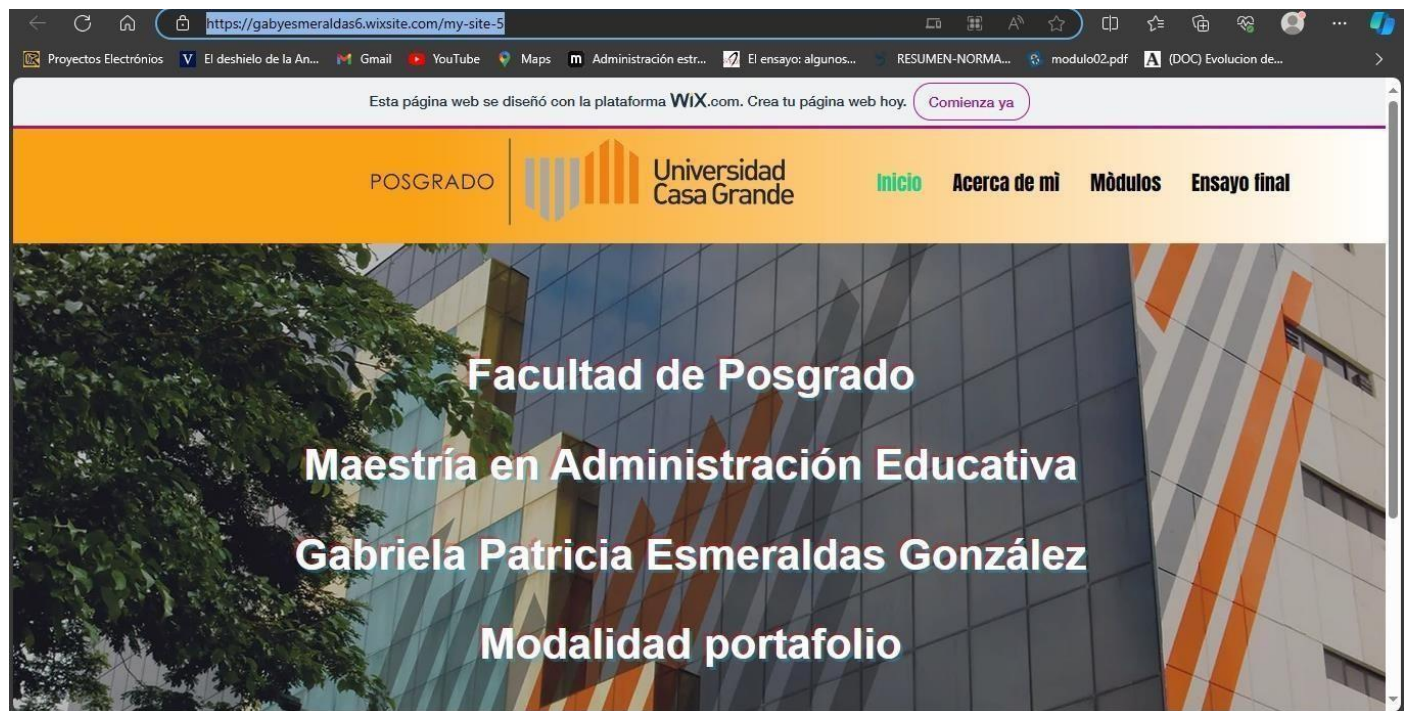 https://gabyesmeraldas6.wixsite.com/my-site-5
Proyectos Electrónios V El deshielo de la An... Gmail YouTube Maps m Administración estr... El ensayo: algunos... RESUMEN-NORMA... modulo02.pdf A (DOC) Evolucion de...
Esta página web se diseñó con la plataforma WiX.com. Crea tu página web hoy. Comienza ya
POSGRADO
Universidad
Casa Grande
Inicio Acerca de mì Mòdulos Ensayo final
Facultad de Posgrado
Maestría en Administración Educativa
Gabriela Patricia Esmeraldas González
Modalidad portafolio